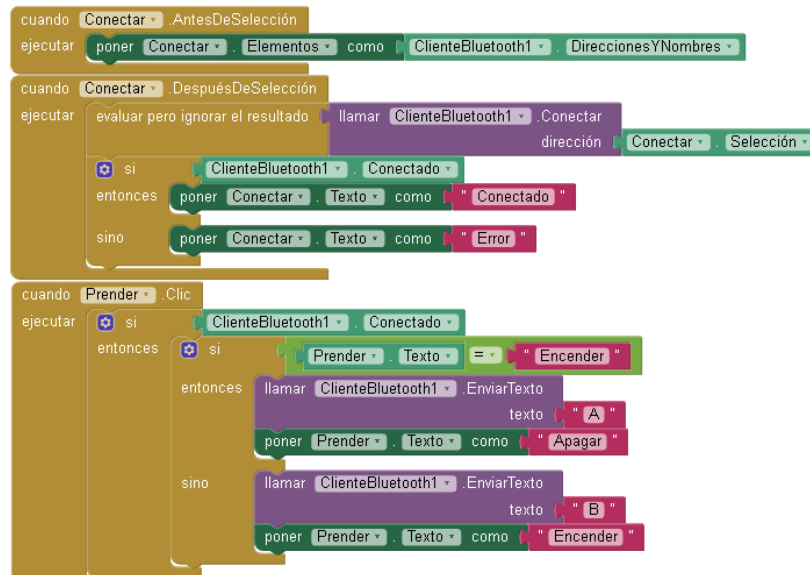 cuando Conectar .AntesDeSelección
ejecutar poner Conectar . Elementos como ClienteBluetooth1 . DireccionesYNombres
cuando Conectar .DespuésDeSelección
ejecutar evaluar pero ignorar el resultado llamar ClienteBluetooth1 .Conectar
dirección Conectar . Selección
si ClienteBluetooth1 . Conectado
entonces poner Conectar . Texto como " Conectado "
sino poner Conectar . Texto como " Error "
cuando Prender .Clic
ejecutar si ClienteBluetooth1 . Conectado
entonces si Prender . Texto = " Encender "
entonces llamar ClienteBluetooth1 .EnviarTexto
texto " A "
poner Prender . Texto como " Apagar "
sino llamar ClienteBluetooth1 .EnviarTexto
texto " B "
poner Prender . Texto como " Encender "